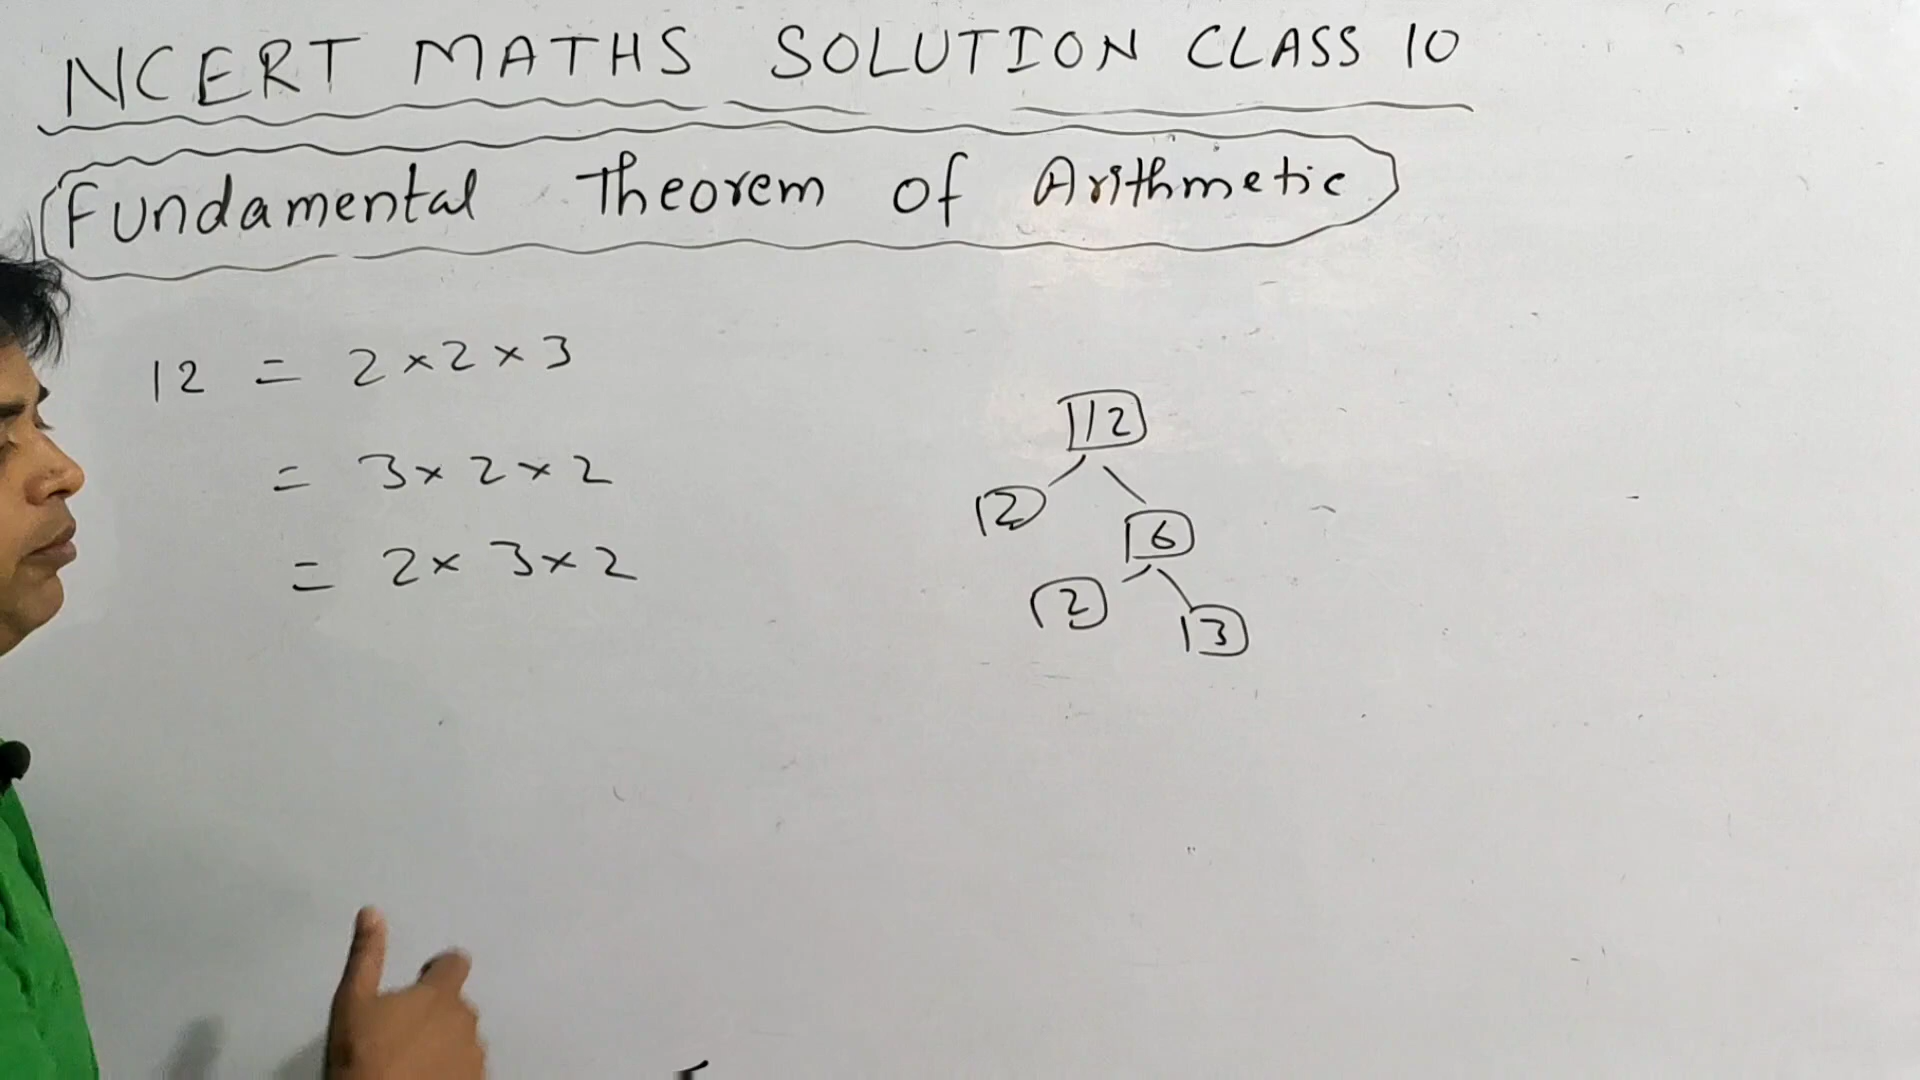 NCERT MATHS SOLUTION CLASS 10
Fundamental Theorem of Arithmetic
12 = 2 × 2 × 3
= 3 × 2 × 2
= 2 × 3 × 2
12
2
6
2
3